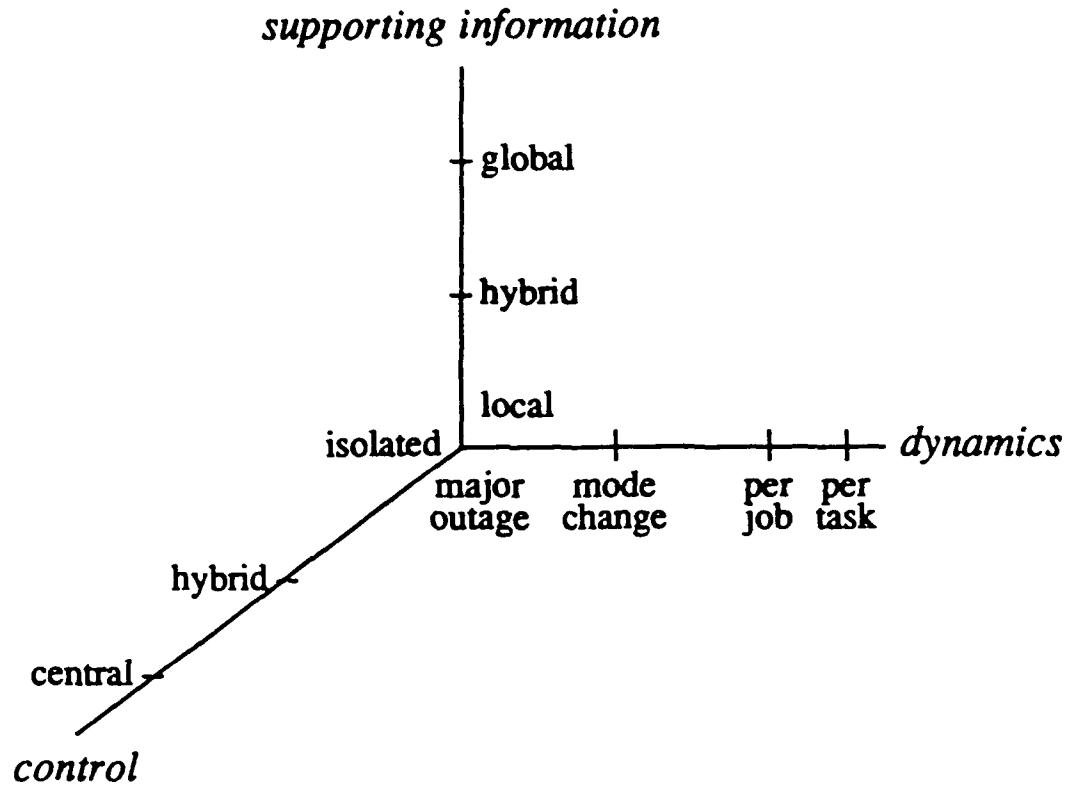 supporting information
global
hybrid
local
isolated
dynamics
major outage
mode change
per job
per task
hybrid
central
control